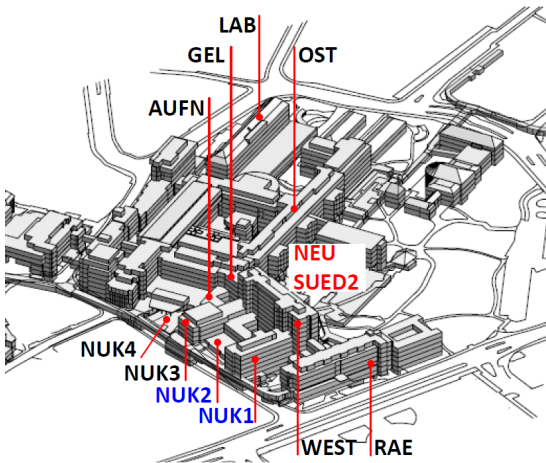 LAB
GEL
OST
AUFN
NEU
SUED2
NUK4
NUK3
NUK2
NUK1
WEST
RAE